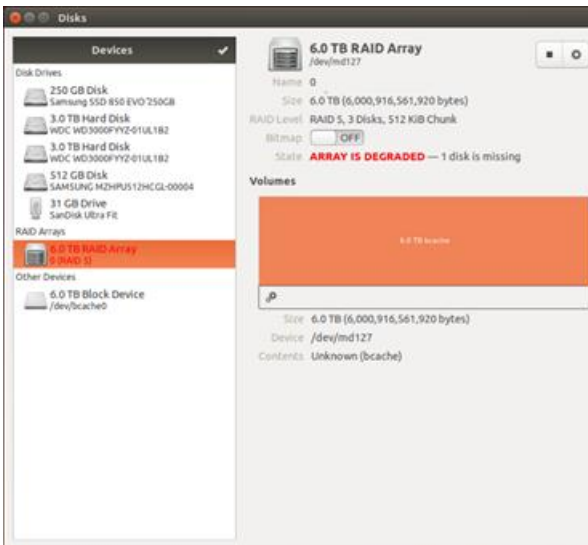 Disks
Devices
Disk Drives
250 GB Disk
Samsung SSD 850 EVO 250GB
3.0 TB Hard Disk
WDC WD3000FYYZ-01UL1B2
3.0 TB Hard Disk
WDC WD3000FYYZ-01UL1B2
512 GB Disk
SAMSUNG MZHPU512HCGL-00004
31 GB Drive
SanDisk Ultra Fit
RAID Arrays
6.0 TB RAID Array
0 (RAID 5)
Other Devices
6.0 TB Block Device
/dev/bcache0
6.0 TB RAID Array
/dev/md127
Name 0
Size 6.0 TB (6,000,916,561,920 bytes)
RAID Level RAID 5, 3 Disks, 512 KiB Chunk
Bitmap OFF
State ARRAY IS DEGRADED — 1 disk is missing
Volumes
6.0 TB bcache
Size 6.0 TB (6,000,916,561,920 bytes)
Device /dev/md127
Contents Unknown (bcache)